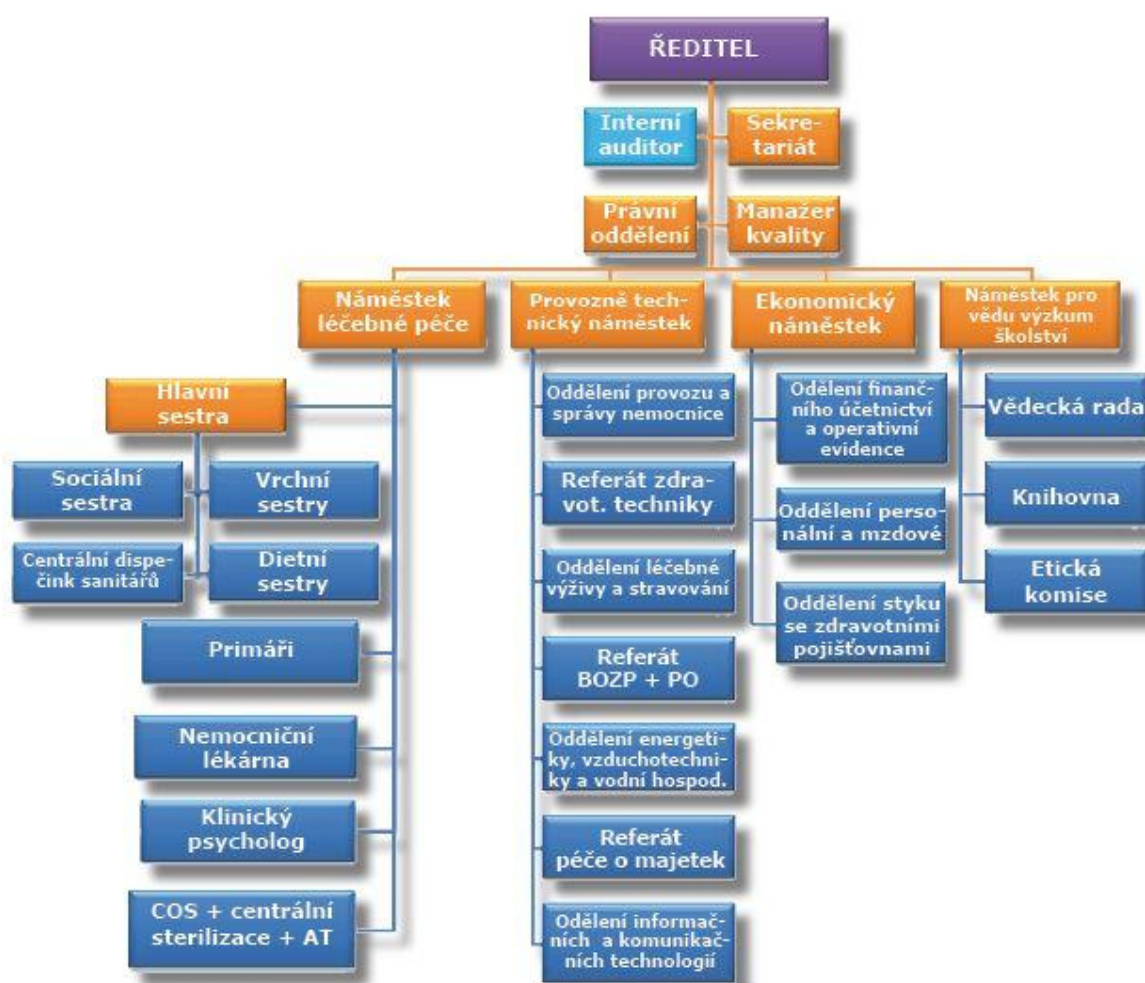 ŘEDITEL
Interní
auditor
Sekre-
tariát
Právní
oddělení
Manažer
kvality
Náměstek
léčebné péče
Provozně tech-
nický náměstek
Ekonomický
náměstek
Náměstek pro
vědu výzkum
školství
Hlavní
sestra
Sociální
sestra
Vrchní
sestry
Centrální dispe-
čink sanitářů
Dietní
sestry
Primáři
Nemocniční
lékárna
Klinický
psycholog
COS + centrální
sterilizace + AT
Oddělení provozu a
správy nemocnice
Referát zdra-
vot. techniky
Oddělení léčebné
výživy a stravování
Referát
BOZP + PO
Oddělení energeti-
ky, vzduchotechni-
ky a vodní hospod.
Referát
péče o majetek
Odělení informač-
ních a komunikač-
ních technologií
Odělení finanč-
ního účetnictví
a operativní
evidence
Oddělení perso-
nální a mzdové
Oddělení styku
se zdravotními
pojišťovnami
Vědecká rada
Knihovna
Etická
komise